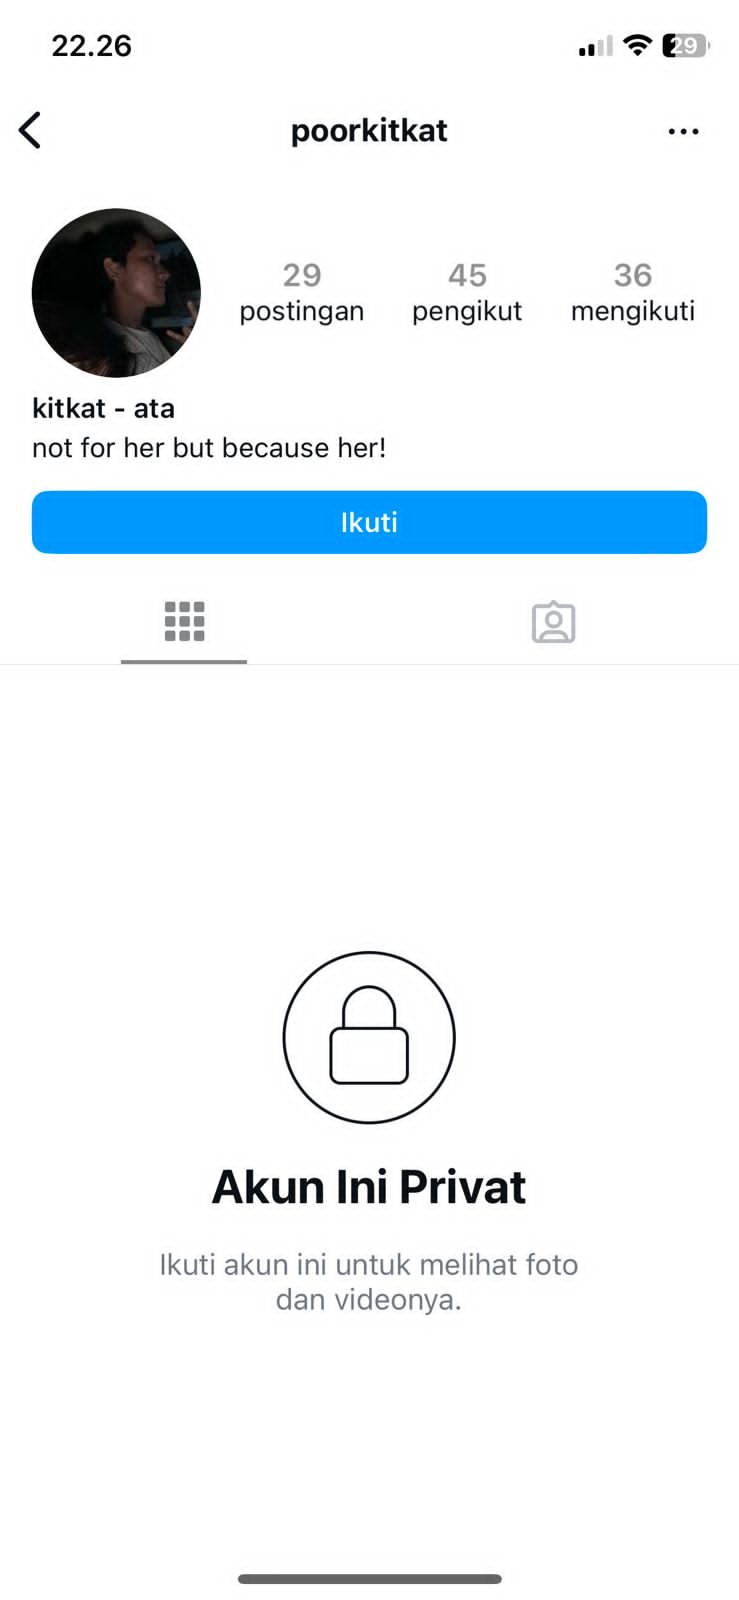 22.26
29
poorkitkat
29
45
36
postingan
pengikut
mengikuti
kitkat - ata
not for her but because her!
Ikuti
Akun Ini Privat
Ikuti akun ini untuk melihat foto
dan videonya.